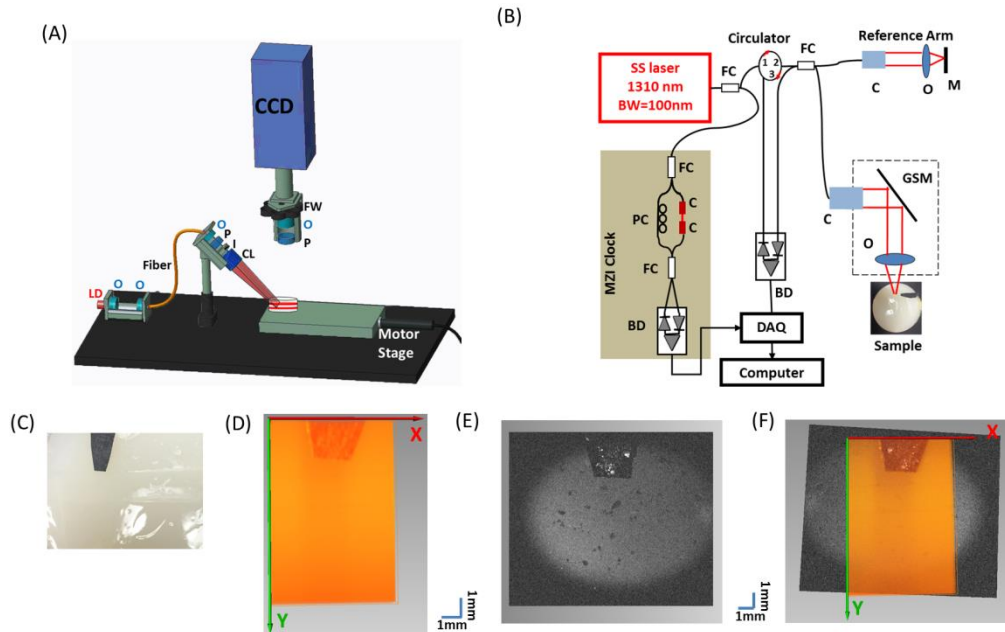 (A)
CCD
FW
O
P
O
P
I
CL
Fiber
LD
O
O
Motor
Stage
(B)
SS laser
1310 nm
BW=100nm
FC
Circulator
1
2
3
FC
Reference Arm
C
O
M
MZI Clock
FC
PC
C
C
FC
BD
BD
DAQ
Computer
C
GSM
O
Sample
(C)
(D)
X
Y
1mm
1mm
(E)
1mm
1mm
(F)
X
Y